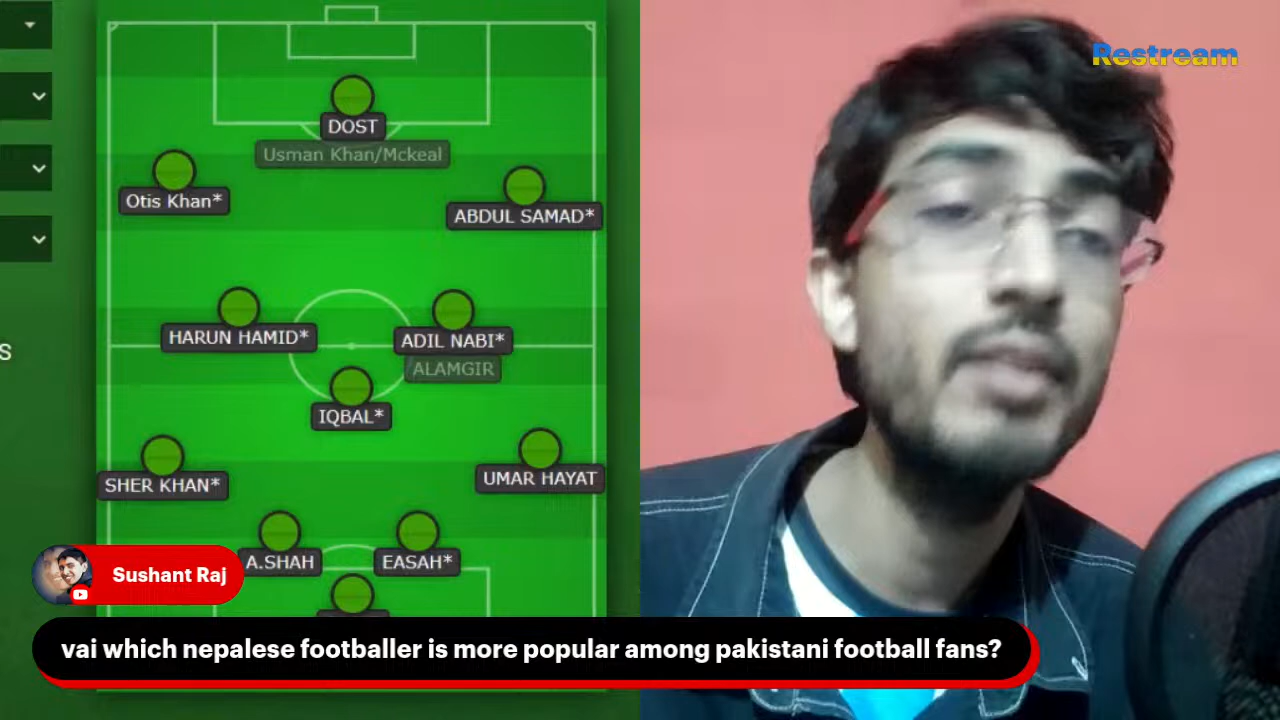 Restream
DOST
Usman Khan/Mckeal
Otis Khan*
ABDUL SAMAD*
HARUN HAMID*
ADIL NABI*
ALAMGIR
S
IQBAL*
SHER KHAN*
UMAR HAYAT
A.SHAH
EASAH*
Sushant Raj
vai which nepalese footballer is more popular among pakistani football fans?